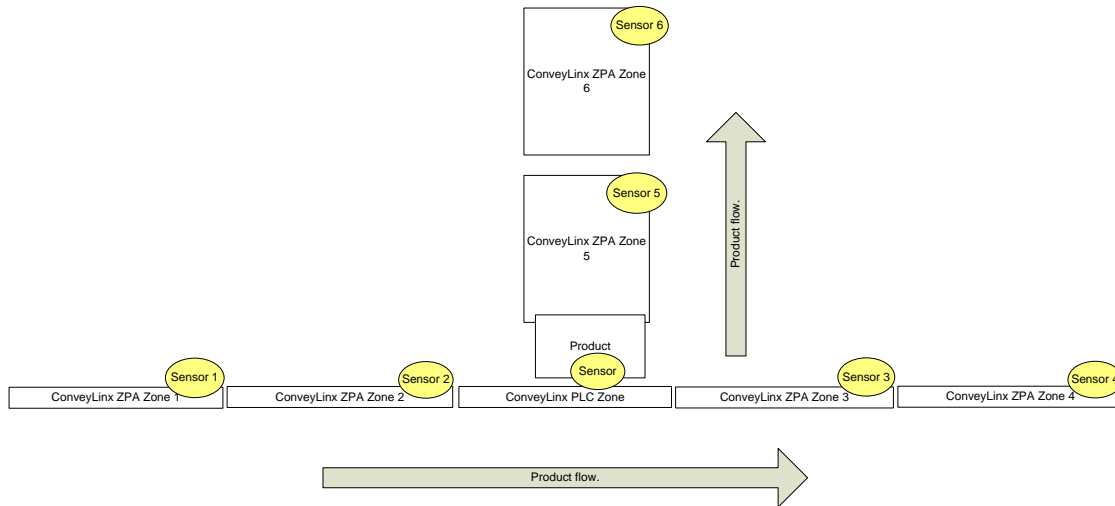 Sensor 6
ConveyLinx ZPA Zone
6
Sensor 5
ConveyLinx ZPA Zone
5
Product flow.
Product
Sensor
Sensor 1
Sensor 2
Sensor 3
Sensor 4
ConveyLinx ZPA Zone 1
ConveyLinx ZPA Zone 2
ConveyLinx PLC Zone
ConveyLinx ZPA Zone 3
ConveyLinx ZPA Zone 4
Product flow.